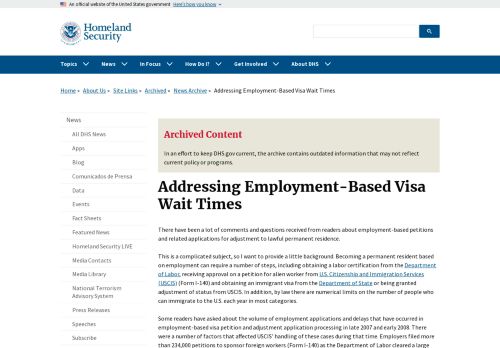 An official website of the United States government Here's how you know
Homeland
Security
Topics News In Focus How Do I? Get Involved About DHS
Home » About Us » Site Links » Archived » News Archive » Addressing Employment-Based Visa Wait Times
News
All DHS News
Apps
Blog
Comunicados de Prensa
Data
Events
Fact Sheets
Featured News
Homeland Security LIVE
Media Contacts
Media Library
National Terrorism
Advisory System
Press Releases
Speeches
Subscribe
Archived Content
In an effort to keep DHS.gov current, the archive contains outdated information that may not reflect
current policy or programs.
Addressing Employment-Based Visa
Wait Times
There have been a lot of comments and questions received from readers about employment-based petitions
and related applications for adjustment to lawful permanent residence.
This is a complicated subject, so I want to provide a little background. Becoming a permanent resident based
on employment can require a number of steps, including obtaining a labor certification from the Department
of Labor, receiving approval on a petition for alien worker from U.S. Citizenship and Immigration Services
(USCIS) (Form I-140) and obtaining an immigrant visa from the Department of State or being granted
adjustment of status from USCIS. In addition, by law there are numerical limits on the number of people who
can immigrate to the U.S. each year in most categories.
Some readers have asked about the volume of employment applications and delays that have occurred in
employment-based visa petition and adjustment application processing in late 2007 and early 2008. There
were a number of factors that affected USCIS' handling of these cases during that time. Employers filed more
than 234,000 petitions to sponsor foreign workers (Form I-140) as the Department of Labor cleared a large